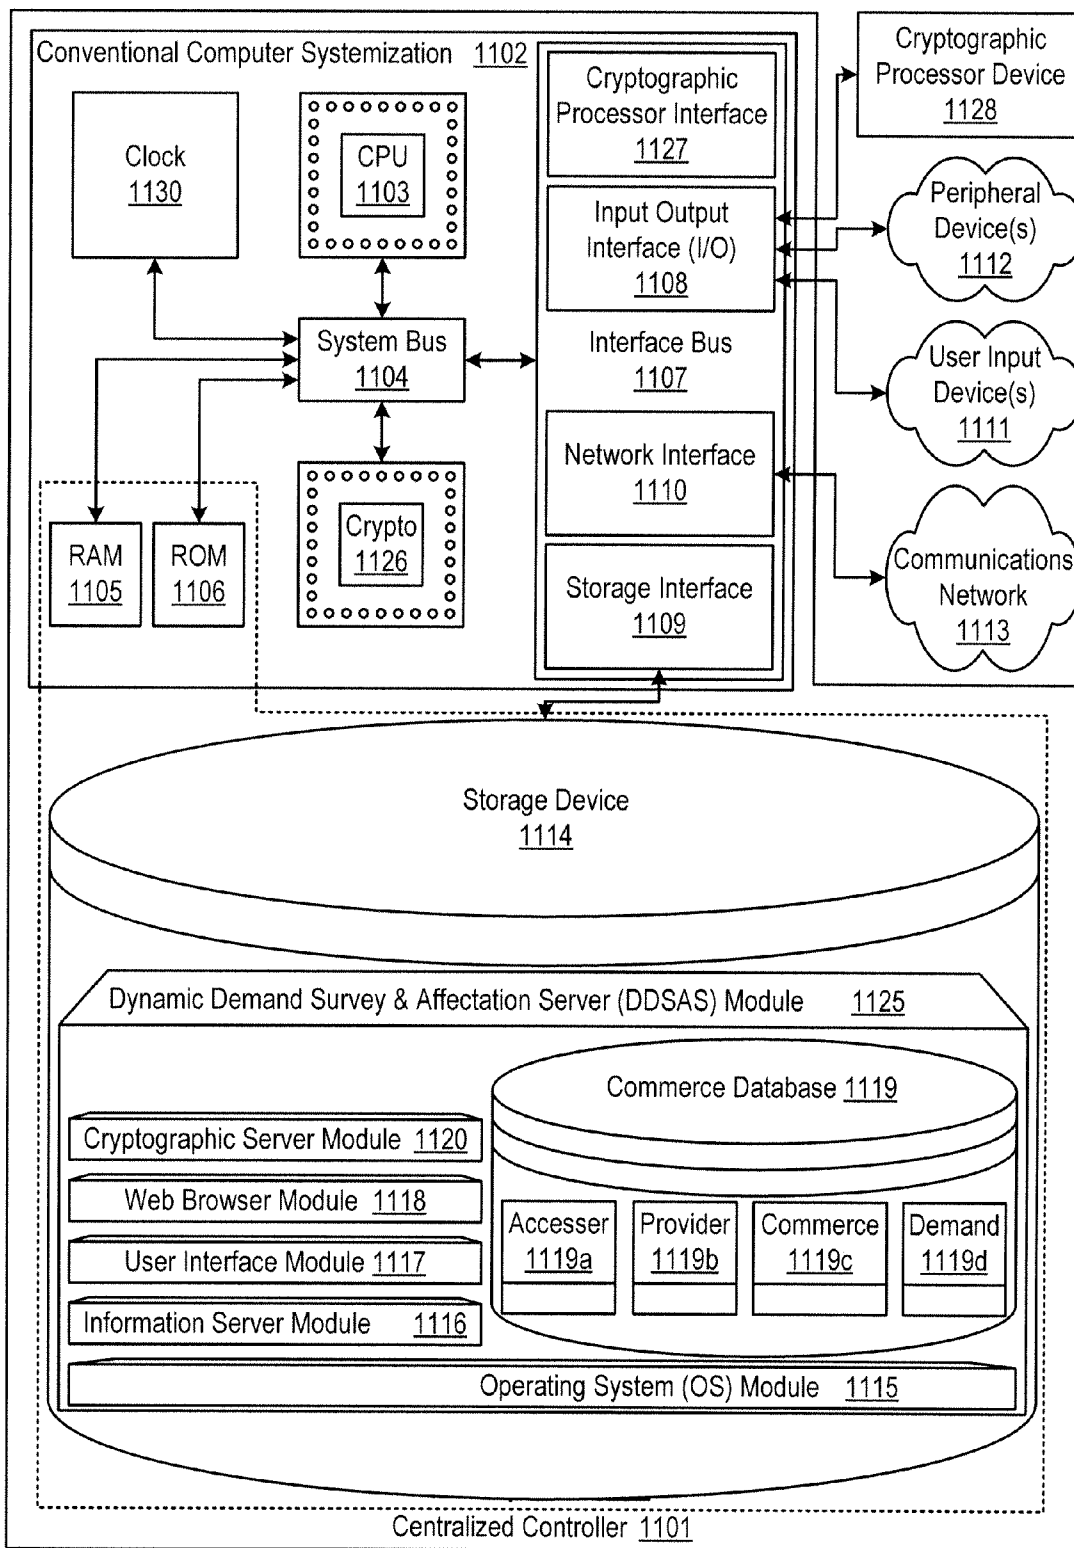 Conventional Computer Systemization 1102
Clock
1130
CPU
1103
System Bus
1104
Crypto
1126
RAM
1105
ROM
1106
Cryptographic
Processor Interface
1127
Input Output
Interface (I/O)
1108
Interface Bus
1107
Network Interface
1110
Storage Interface
1109
Cryptographic
Processor Device
1128
Peripheral
Device(s)
1112
User Input
Device(s)
1111
Communications
Network
1113
Storage Device
1114
Dynamic Demand Survey & Affectation Server (DDSAS) Module 1125
Commerce Database 1119
Cryptographic Server Module 1120
Web Browser Module 1118
User Interface Module 1117
Information Server Module 1116
Accesser
1119a
Provider
1119b
Commerce
1119c
Demand
1119d
Operating System (OS) Module 1115
Centralized Controller 1101